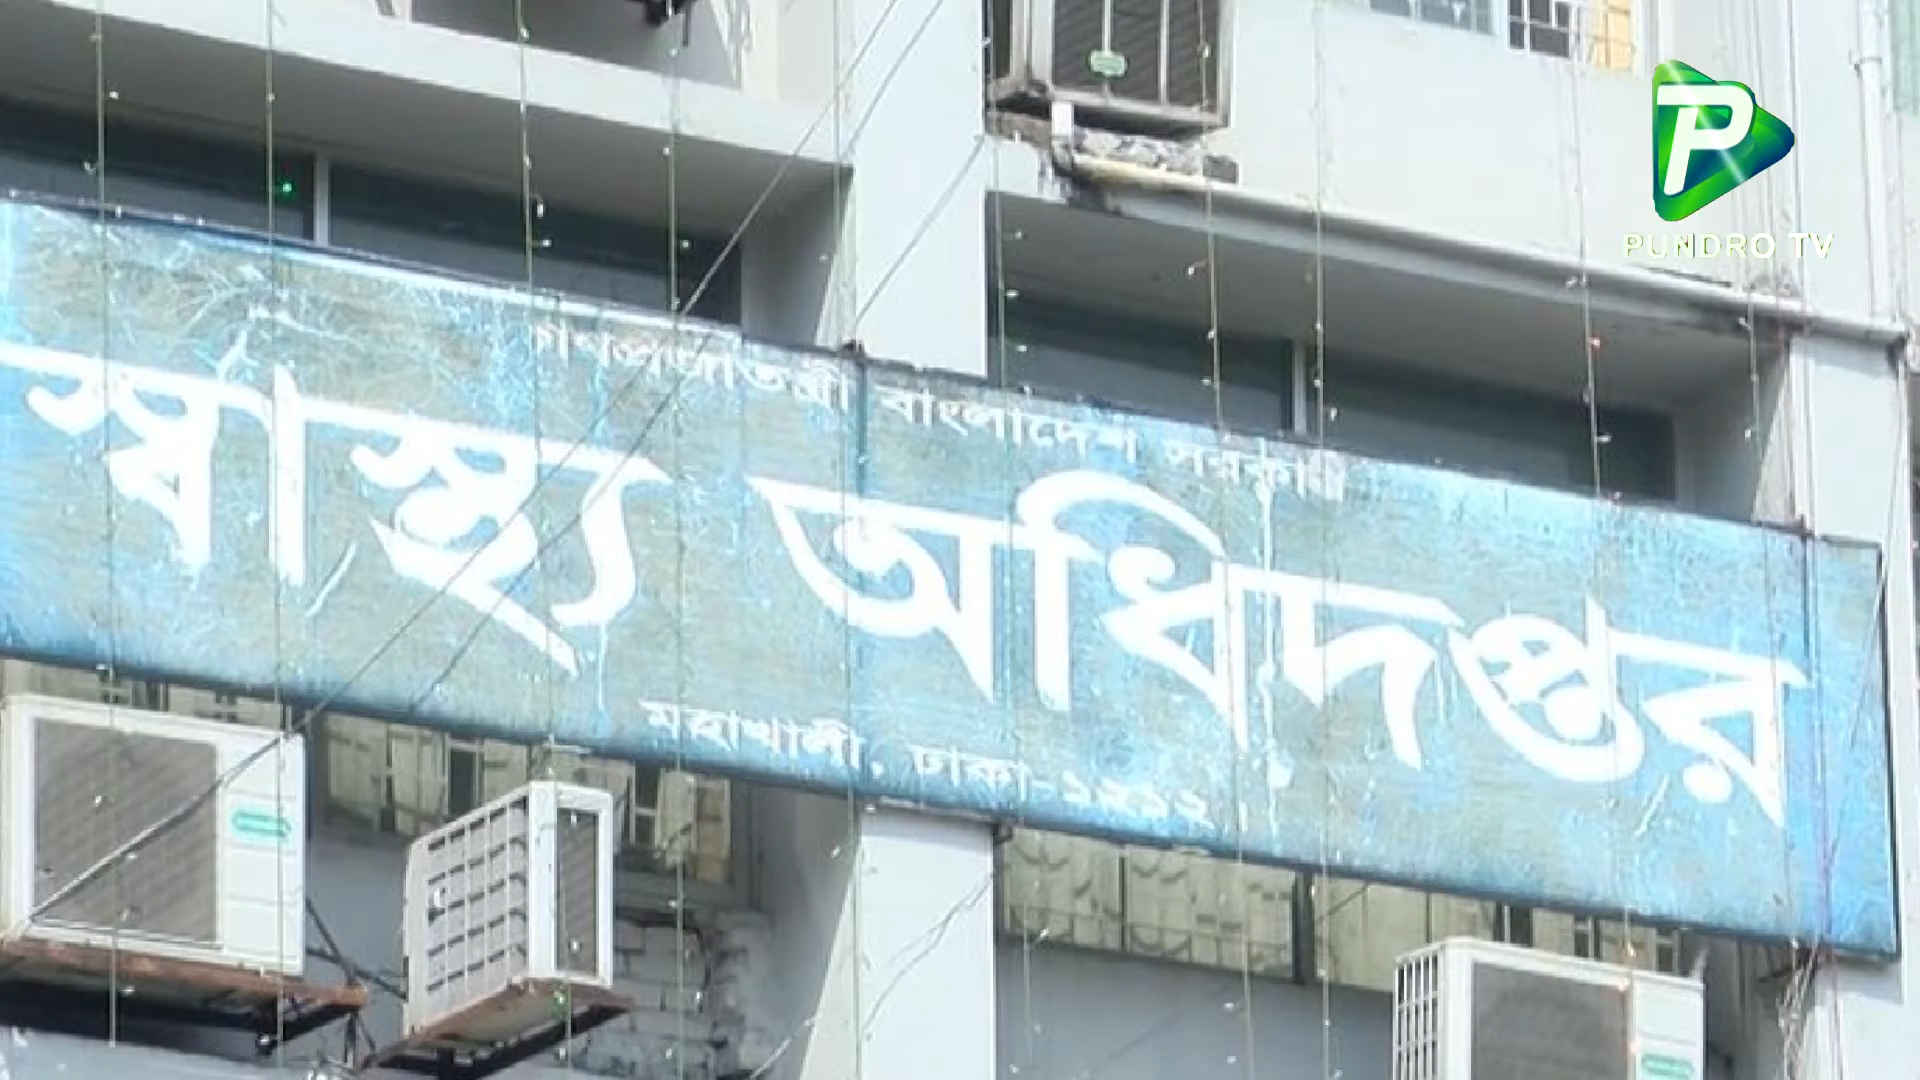 গণপ্রজাতন্ত্রী বাংলাদেশ সরকার
স্বাস্থ্য অধিদপ্তর
মহাখালী, ঢাকা-১২১২
P
PUNDRO TV